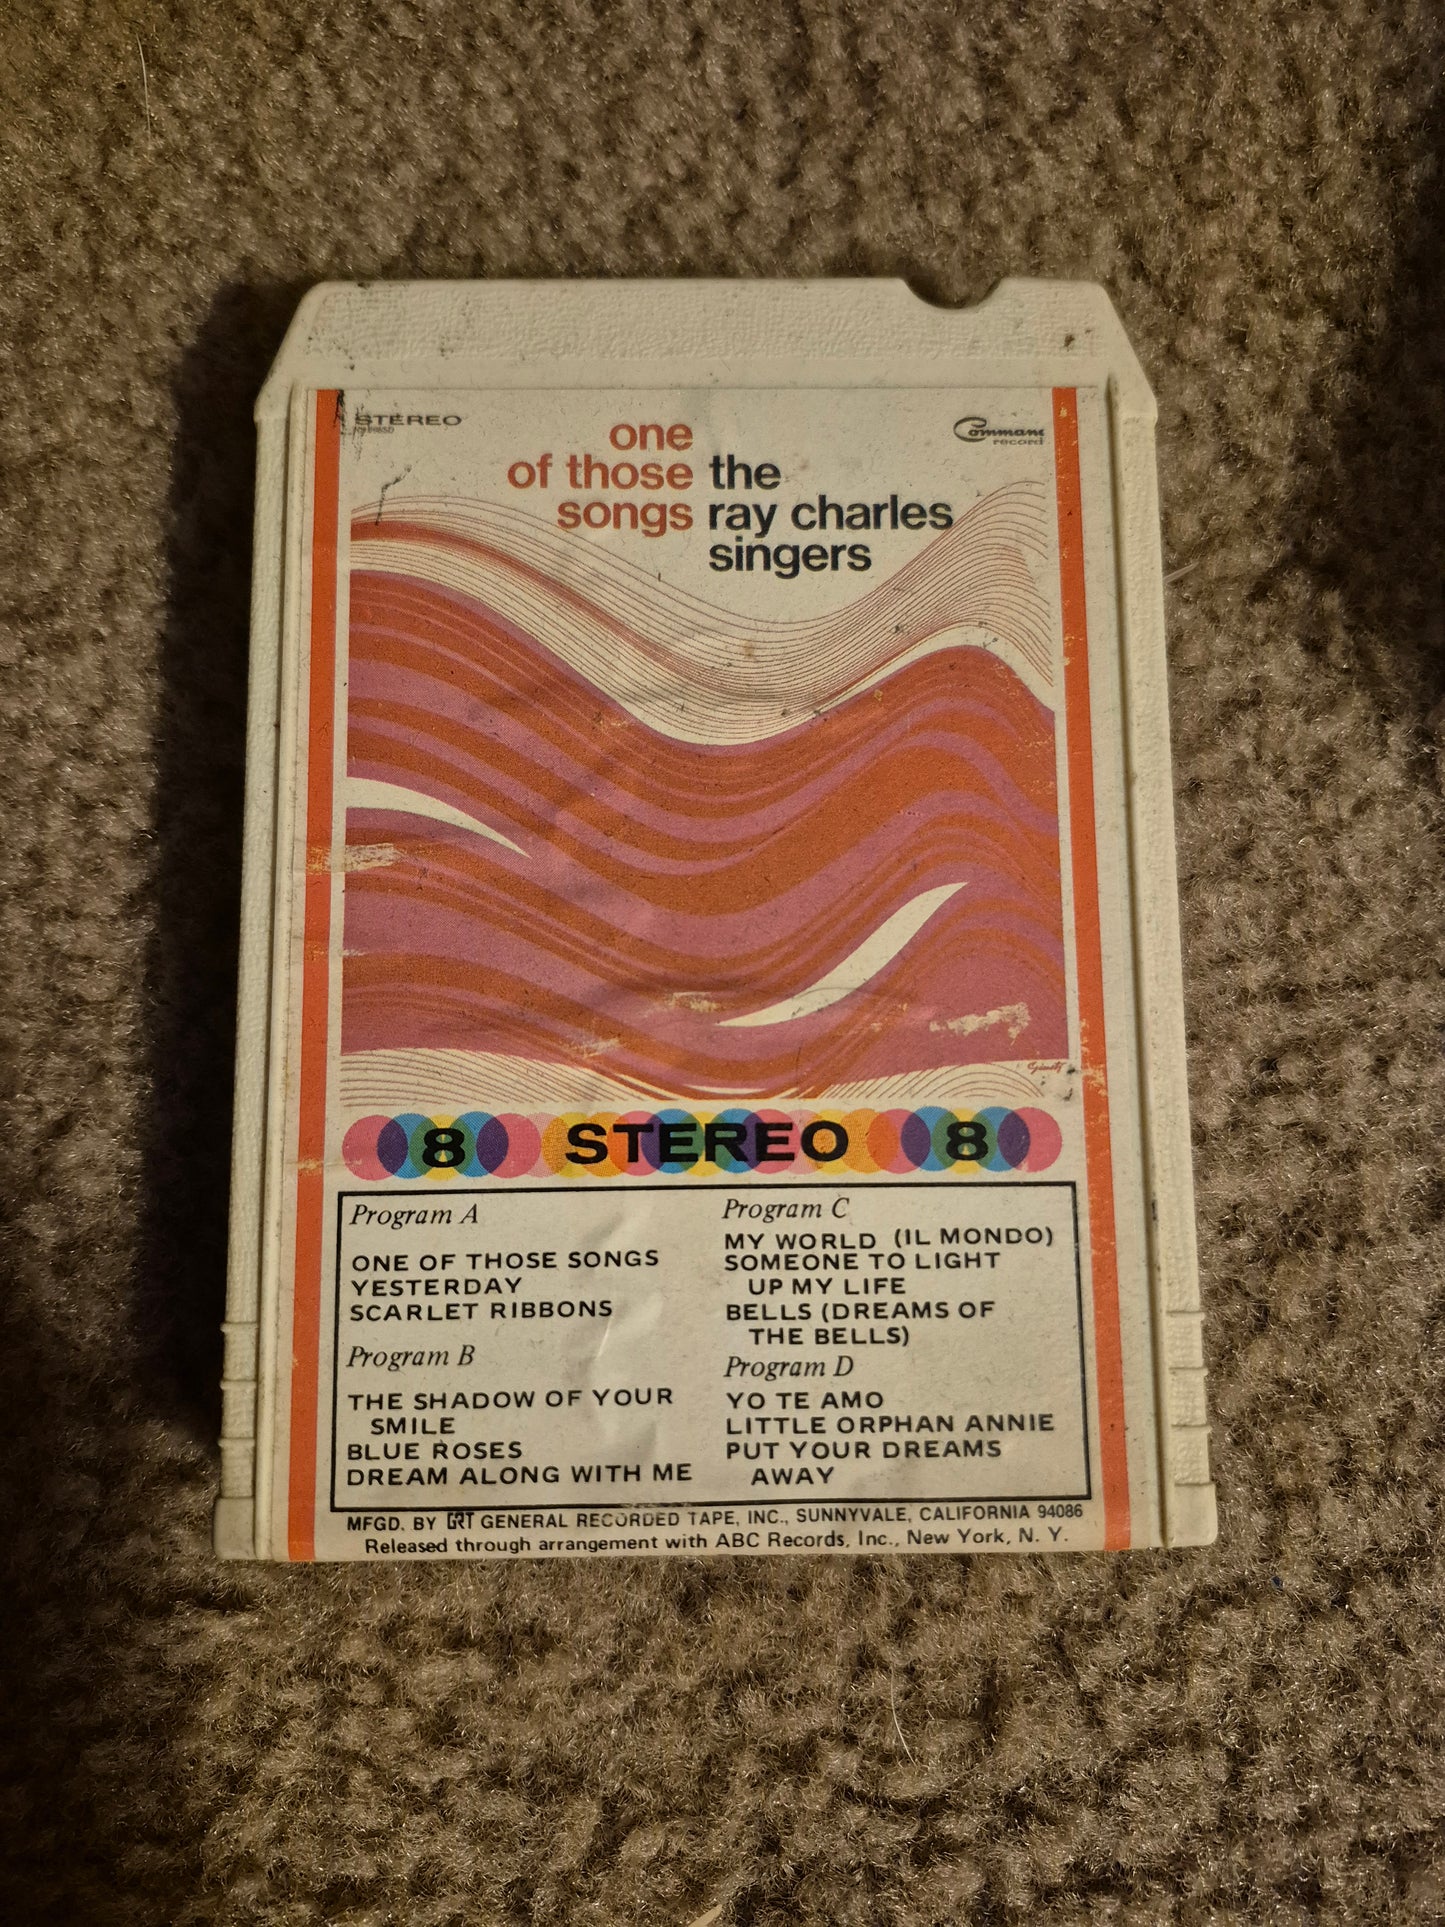 STEREO
one
of those the
songs ray charles
singers
Command
record
8 STEREO 8
Program A
ONE OF THOSE SONGS
YESTERDAY
SCARLET RIBBONS
Program B
THE SHADOW OF YOUR
SMILE
BLUE ROSES
DREAM ALONG WITH ME
Program C
MY WORLD (IL MONDO)
SOMEONE TO LIGHT
UP MY LIFE
BELLS (DREAMS OF
THE BELLS)
Program D
YO TE AMO
LITTLE ORPHAN ANNIE
PUT YOUR DREAMS
AWAY
MFGD. BY GRT GENERAL RECORDED TAPE, INC., SUNNYVALE, CALIFORNIA 94086
Released through arrangement with ABC Records, Inc., New York, N. Y.